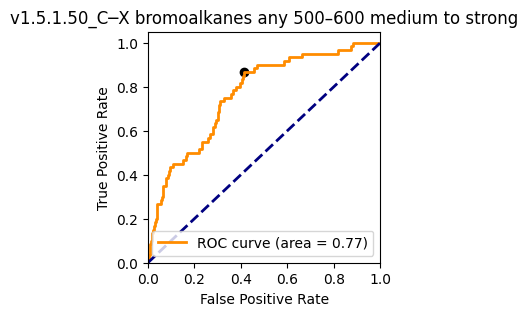 v1.5.1.50_C─X bromoalkanes any 500–600 medium to strong
1.0
0.8
0.6
0.4
0.2
0.0
True Positive Rate
ROC curve (area = 0.77)
0.0 0.2 0.4 0.6 0.8 1.0
False Positive Rate